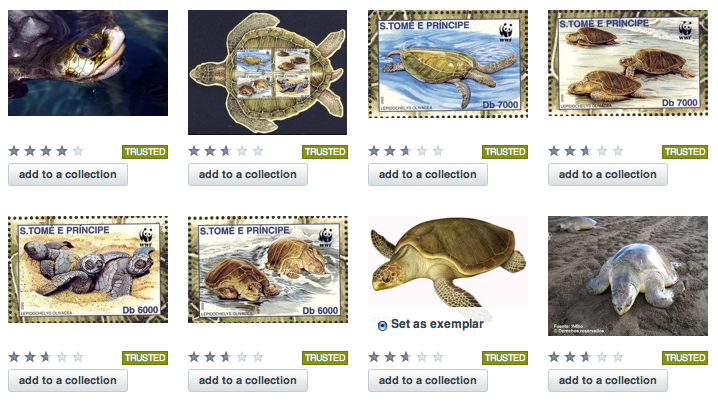 S.TOMÉ E PRÍNCIPE
WWF
LEPIDOCHELYS OLIVACEA
Db 7000
S.TOMÉ E PRÍNCIPE
WWF
LEPIDOCHELYS OLIVACEA
Db 7000
TRUSTED
TRUSTED
TRUSTED
TRUSTED
add to a collection
add to a collection
add to a collection
add to a collection
S.TOMÉ E PRÍNCIPE
WWF
LEPIDOCHELYS OLIVACEA
Db 6000
S.TOMÉ E PRÍNCIPE
WWF
LEPIDOCHELYS OLIVACEA
Db 6000
Set as exemplar
Fuente: INBio
© Derechos reservados
TRUSTED
TRUSTED
TRUSTED
TRUSTED
add to a collection
add to a collection
add to a collection
add to a collection